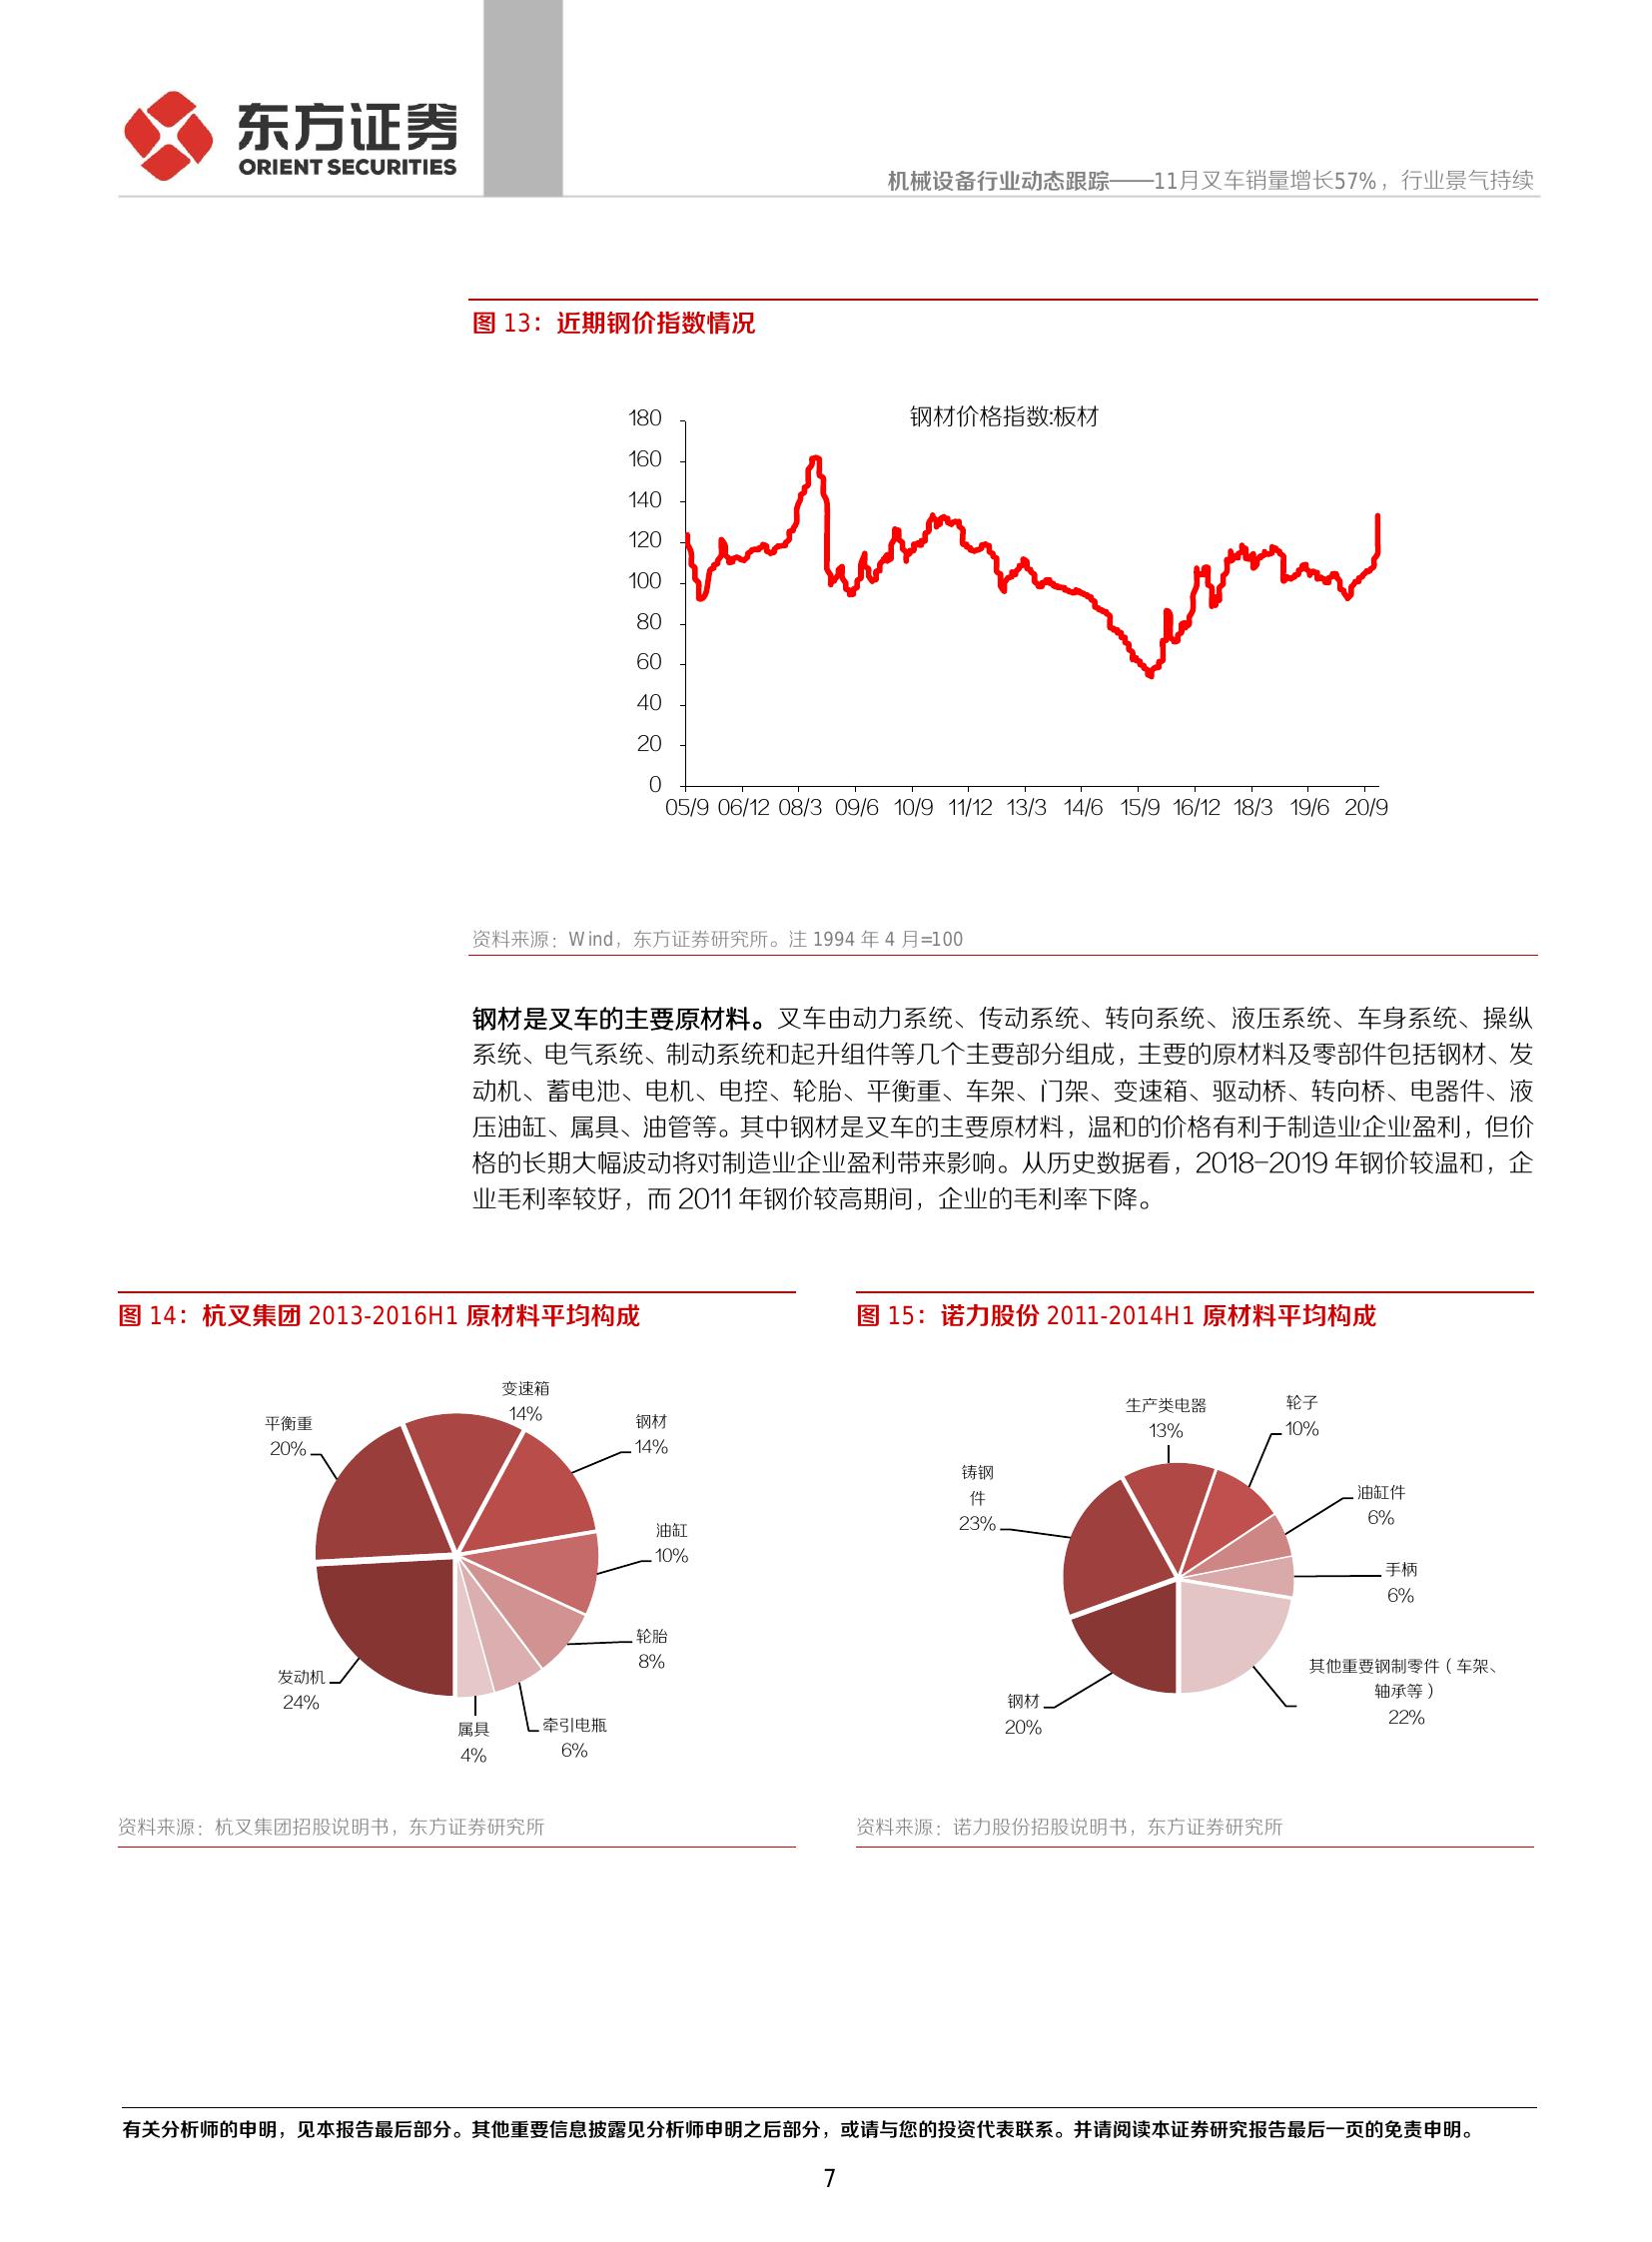 东方证券
ORIENT SECURITIES
机械设备行业动态跟踪——11月叉车销量增长57%，行业景气持续
图 13：近期钢价指数情况
钢材价格指数:板材
180
160
140
120
100
80
60
40
20
0
05/9 06/12 08/3 09/6 10/9 11/12 13/3 14/6 15/9 16/12 18/3 19/6 20/9
资料来源：Wind，东方证券研究所。注 1994 年 4 月=100
钢材是叉车的主要原材料。叉车由动力系统、传动系统、转向系统、液压系统、车身系统、操纵
系统、电气系统、制动系统和起升组件等几个主要部分组成，主要的原材料及零部件包括钢材、发
动机、蓄电池、电机、电控、轮胎、平衡重、车架、门架、变速箱、驱动桥、转向桥、电器件、液
压油缸、属具、油管等。其中钢材是叉车的主要原材料，温和的价格有利于制造业企业盈利，但价
格的长期大幅波动将对制造业企业盈利带来影响。从历史数据看，2018-2019 年钢价较温和，企
业毛利率较好，而 2011 年钢价较高期间，企业的毛利率下降。
图 14：杭叉集团 2013-2016H1 原材料平均构成
变速箱
14%
钢材
14%
平衡重
20%
油缸
10%
轮胎
8%
发动机
24%
牵引电瓶
6%
属具
4%
资料来源：杭叉集团招股说明书，东方证券研究所
图 15：诺力股份 2011-2014H1 原材料平均构成
生产类电器
13%
轮子
10%
铸钢
件
23%
油缸件
6%
手柄
6%
其他重要钢制零件（车架、
轴承等）
22%
钢材
20%
资料来源：诺力股份招股说明书，东方证券研究所
有关分析师的申明，见本报告最后部分。其他重要信息披露见分析师申明之后部分，或请与您的投资代表联系。并请阅读本证券研究报告最后一页的免责申明。
7